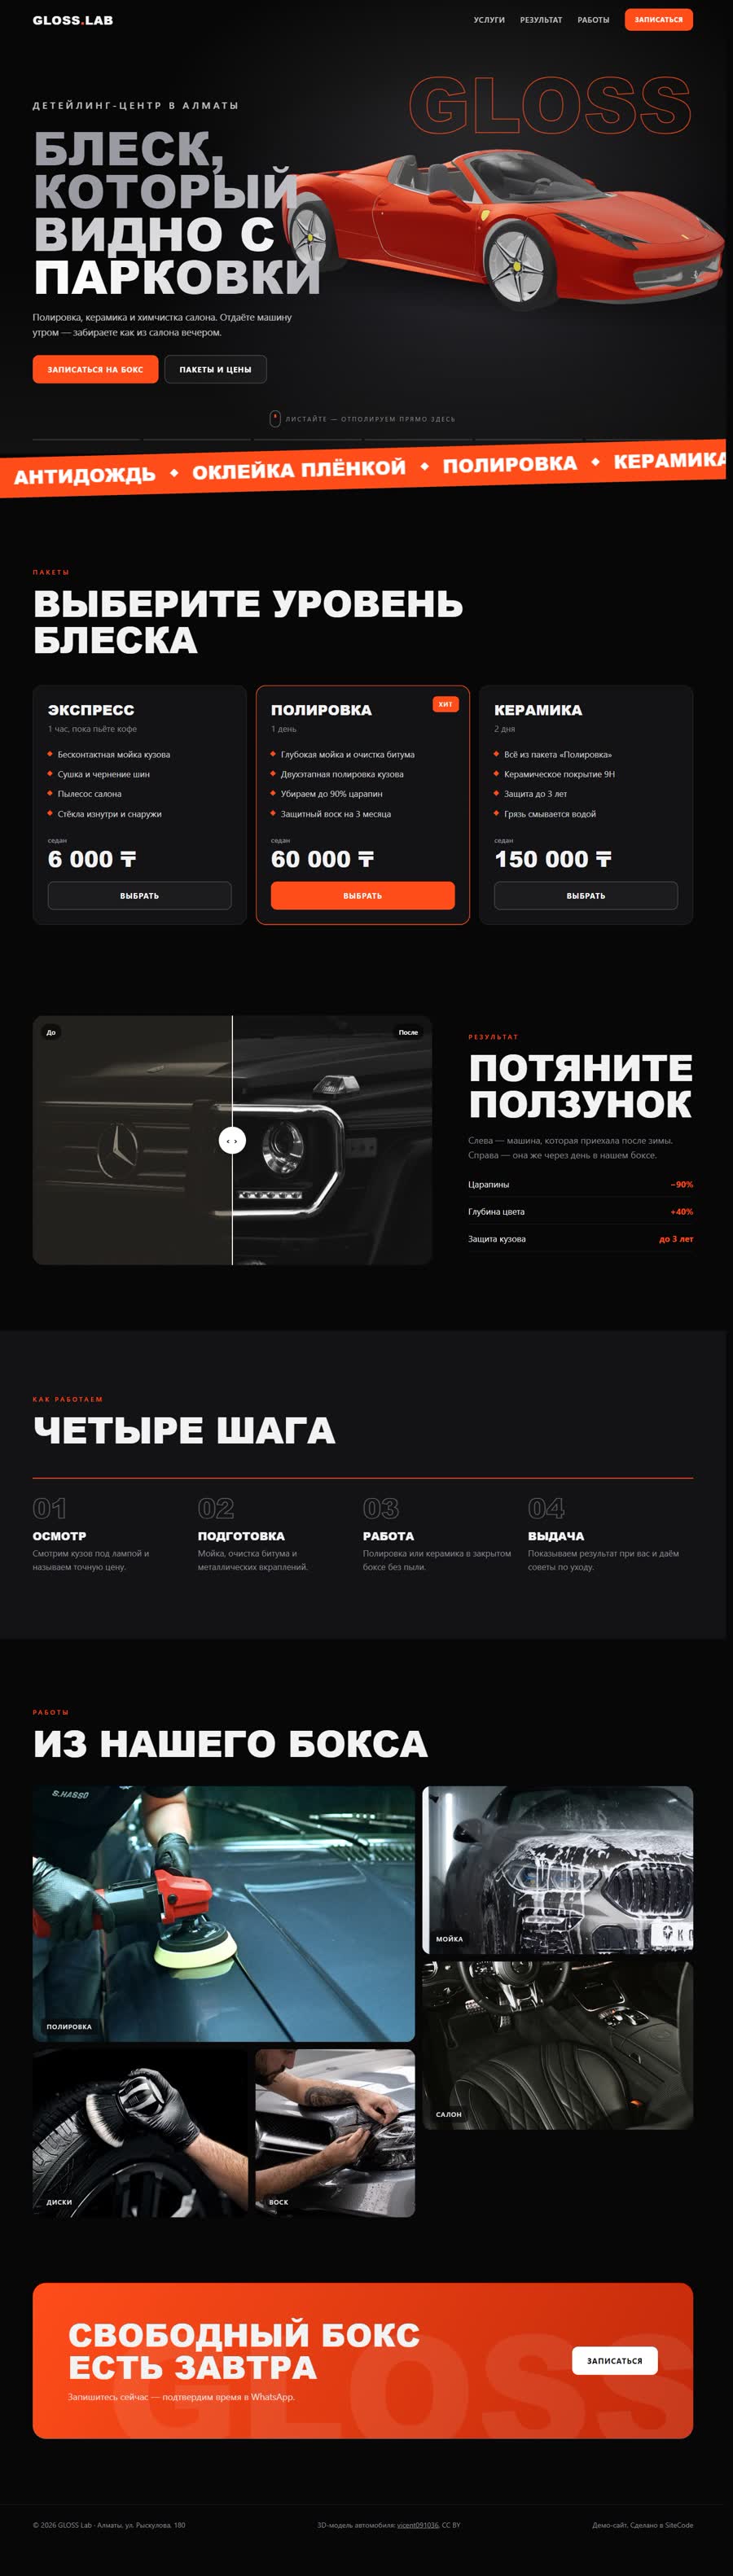 GLOSS.LAB
УСЛУГИ РЕЗУЛЬТАТ РАБОТЫ ЗАПИСАТЬСЯ
GLOSS
ДЕТЕЙЛИНГ-ЦЕНТР В АЛМАТЫ
БЛЕСК,
КОТОРЫЙ
ВИДНО С
ПАРКОВКИ
Полировка, керамика и химчистка салона. Отдаёте машину
утром — забираете как из салона вечером.
ЗАПИСАТЬСЯ НА БОКС ПАКЕТЫ И ЦЕНЫ
ЛИСТАЙТЕ — ОТПОЛИРУЕМ ПРЯМО ЗДЕСЬ
АНТИДОЖДЬ ◆ ОКЛЕЙКА ПЛЁНКОЙ ◆ ПОЛИРОВКА ◆ КЕРАМИКА
ПАКЕТЫ
ВЫБЕРИТЕ УРОВЕНЬ
БЛЕСКА
ЭКСПРЕСС
1 час, пока пьёте кофе
Бесконтактная мойка кузова
Сушка и чернение шин
Пылесос салона
Стёкла изнутри и снаружи
седан
6 000 ₸
ВЫБРАТЬ
ПОЛИРОВКА
ХИТ
1 день
Глубокая мойка и очистка битума
Двухэтапная полировка кузова
Убираем до 90% царапин
Защитный воск на 3 месяца
седан
60 000 ₸
ВЫБРАТЬ
КЕРАМИКА
2 дня
Всё из пакета «Полировка»
Керамическое покрытие 9H
Защита до 3 лет
Грязь смывается водой
седан
150 000 ₸
ВЫБРАТЬ
До
После
РЕЗУЛЬТАТ
ПОТЯНИТЕ
ПОЛЗУНОК
Слева — машина, которая приехала после зимы.
Справа — она же через день в нашем боксе.
Царапины −90%
Глубина цвета +40%
Защита кузова до 3 лет
КАК РАБОТАЕМ
ЧЕТЫРЕ ШАГА
01
ОСМОТР
Смотрим кузов под лампой и
называем точную цену.
02
ПОДГОТОВКА
Мойка, очистка битума и
металлических вкраплений.
03
РАБОТА
Полировка или керамика в закрытом
боксе без пыли.
04
ВЫДАЧА
Показываем результат при вас и даём
советы по уходу.
РАБОТЫ
ИЗ НАШЕГО БОКСА
S.HASSO
ПОЛИРОВКА
МОЙКА
САЛОН
ДИСКИ
ВОСК
GLOSS
СВОБОДНЫЙ БОКС
ЕСТЬ ЗАВТРА
Запишитесь сейчас — подтвердим время в WhatsApp.
ЗАПИСАТЬСЯ
© 2026 GLOSS Lab · Алматы, ул. Рыскулова, 180
3D-модель автомобиля: vicent091036, CC BY
Демо-сайт. Сделано в SiteCode